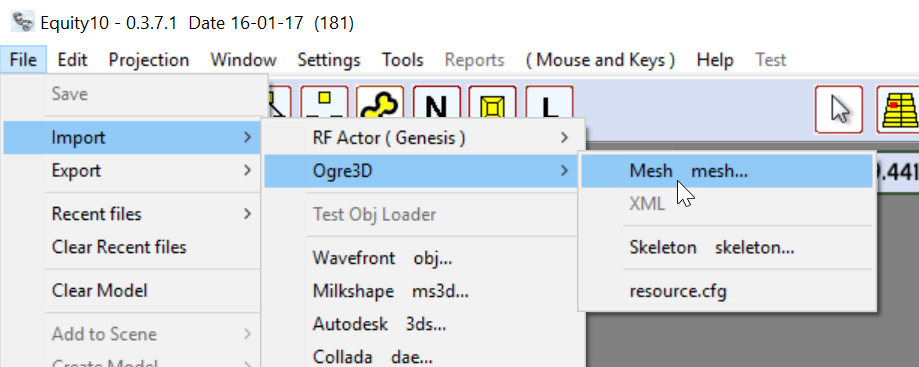 Equity10 - 0.3.7.1 Date 16-01-17 (181)
File Edit Projection Window Settings Tools Reports ( Mouse and Keys ) Help Test
Save
Import
Export
Recent files
Clear Recent files
Clear Model
Add to Scene
Create Model
N
L
RF Actor ( Genesis )
Ogre3D
Test Obj Loader
Wavefront obj...
Milkshape ms3d...
Autodesk 3ds...
Collada dae...
Mesh mesh...
XML
Skeleton skeleton...
resource.cfg
.441